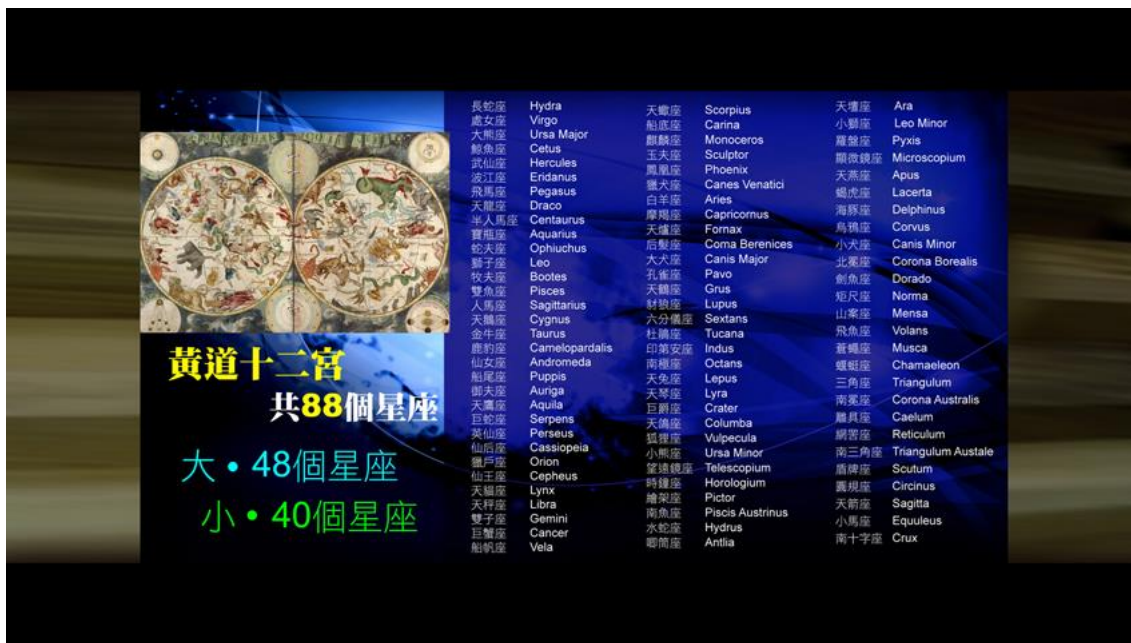 黃道十二宮
共88個星座
大•48個星座
小•40個星座
長蛇座 Hydra
處女座 Virgo
大熊座 Ursa Major
鯨魚座 Cetus
武仙座 Hercules
波江座 Eridanus
飛馬座 Pegasus
天龍座 Draco
半人馬座 Centaurus
寶瓶座 Aquarius
蛇夫座 Ophiuchus
獅子座 Leo
牧夫座 Bootes
雙魚座 Pisces
人馬座 Sagittarius
天鵝座 Cygnus
金牛座 Taurus
鹿豹座 Camelopardalis
仙女座 Andromeda
船尾座 Puppis
御夫座 Auriga
天鷹座 Aquila
巨蛇座 Serpens
英仙座 Perseus
仙后座 Cassiopeia
獵戶座 Orion
仙王座 Cepheus
天貓座 Lynx
天秤座 Libra
雙子座 Gemini
巨蟹座 Cancer
船帆座 Vela
天蠍座 Scorpius
船底座 Carina
麒麟座 Monoceros
玉夫座 Sculptor
鳳凰座 Phoenix
獵犬座 Canes Venatici
白羊座 Aries
摩羯座 Capricornus
天爐座 Fornax
后髮座 Coma Berenices
大犬座 Canis Major
孔雀座 Pavo
天鶴座 Grus
豺狼座 Lupus
六分儀座 Sextans
杜鵑座 Tucana
印第安座 Indus
南極座 Octans
天兔座 Lepus
天琴座 Lyra
巨爵座 Crater
天鴿座 Columba
狐狸座 Vulpecula
小熊座 Ursa Minor
望遠鏡座 Telescopium
時鐘座 Horologium
繪架座 Pictor
南魚座 Piscis Austrinus
水蛇座 Hydrus
唧筒座 Antlia
天壇座 Ara
小獅座 Leo Minor
羅盤座 Pyxis
顯微鏡座 Microscopium
天燕座 Apus
蝎虎座 Lacerta
海豚座 Delphinus
烏鴉座 Corvus
小犬座 Canis Minor
北冕座 Corona Borealis
劍魚座 Dorado
矩尺座 Norma
山案座 Mensa
飛魚座 Volans
蒼蠅座 Musca
蝘蜓座 Chamaeleon
三角座 Triangulum
南冕座 Corona Australis
雕具座 Caelum
網罟座 Reticulum
南三角座 Triangulum Australe
盾牌座 Scutum
圓規座 Circinus
天箭座 Sagitta
小馬座 Equuleus
南十字座 Crux